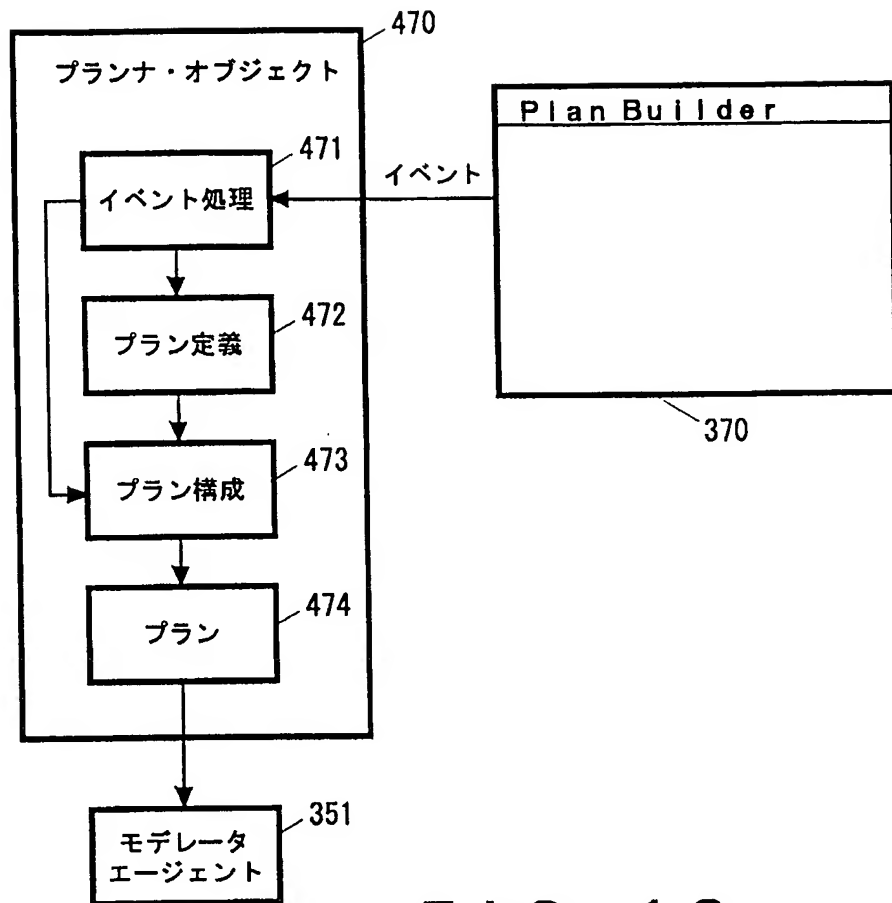 470
プランナ・オブジェクト
Plan Builder
471
イベント
イベント処理
472
プラン定義
370
473
プラン構成
474
プラン
351
モデレータ
エージェント